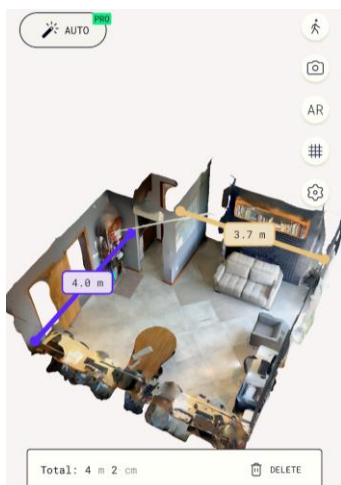 PRO
AUTO
AR
3.7 m
4.0 m
Total: 4 m 2 cm
DELETE